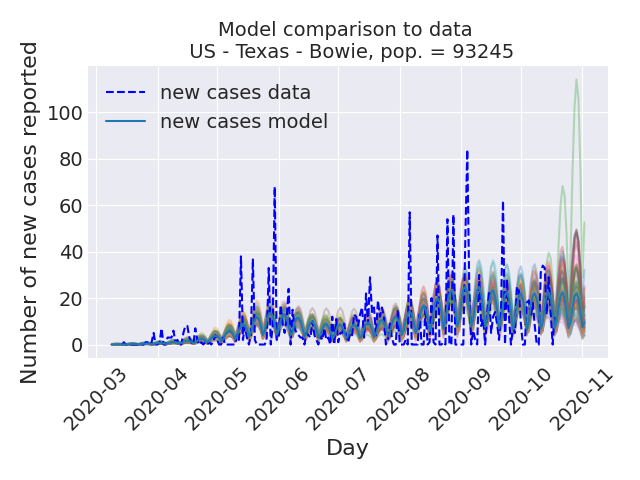 Model comparison to data
US - Texas - Bowie, pop. = 93245
Number of new cases reported
new cases data
new cases model
100
80
60
40
20
0
2020-03
2020-04
2020-05
2020-06
2020-07
2020-08
2020-09
2020-10
2020-11
Day